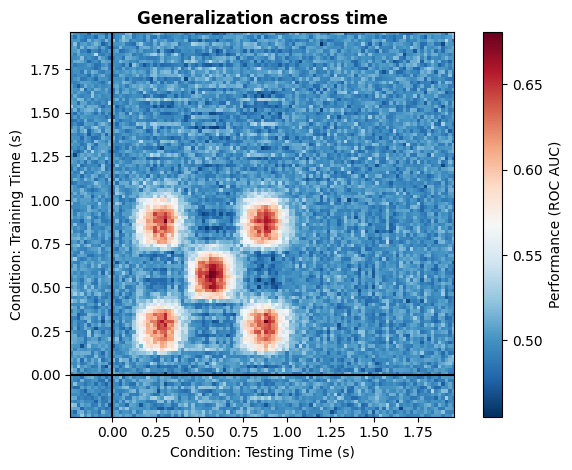 Generalization across time
Condition: Training Time (s)
1.75
1.50
1.25
1.00
0.75
0.50
0.25
0.00
0.00 0.25 0.50 0.75 1.00 1.25 1.50 1.75
Condition: Testing Time (s)
0.65
0.60
0.55
0.50
Performance (ROC AUC)